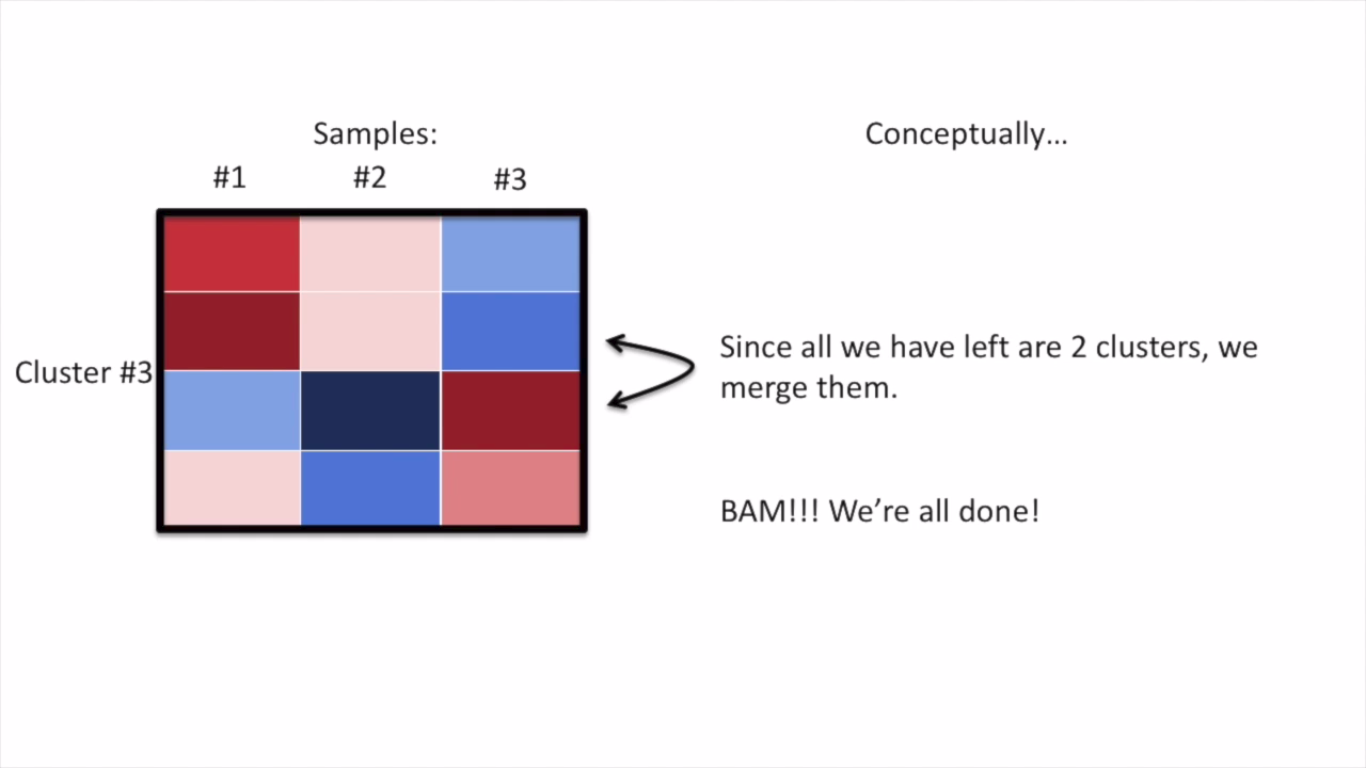 Samples:
Conceptually…
#1 #2 #3
Cluster #3
Since all we have left are 2 clusters, we
merge them.
BAM!!! We’re all done!